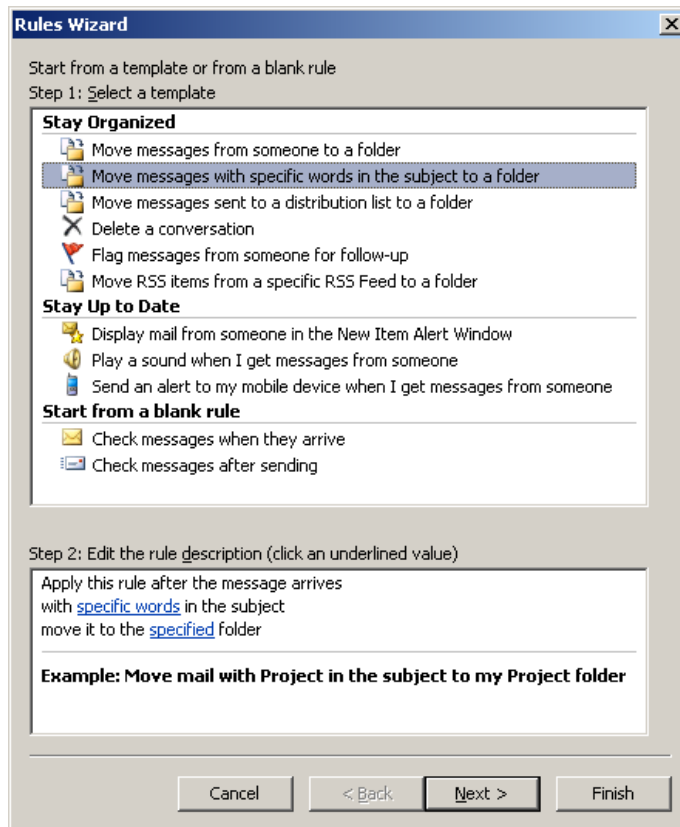 Rules Wizard
Start from a template or from a blank rule
Step 1: Select a template
Stay Organized
Move messages from someone to a folder
Move messages with specific words in the subject to a folder
Move messages sent to a distribution list to a folder
Delete a conversation
Flag messages from someone for follow-up
Move RSS items from a specific RSS Feed to a folder
Stay Up to Date
Display mail from someone in the New Item Alert Window
Play a sound when I get messages from someone
Send an alert to my mobile device when I get messages from someone
Start from a blank rule
Check messages when they arrive
Check messages after sending
Step 2: Edit the rule description (click an underlined value)
Apply this rule after the message arrives
with specific words in the subject
move it to the specified folder
Example: Move mail with Project in the subject to my Project folder
Cancel < Back Next > Finish